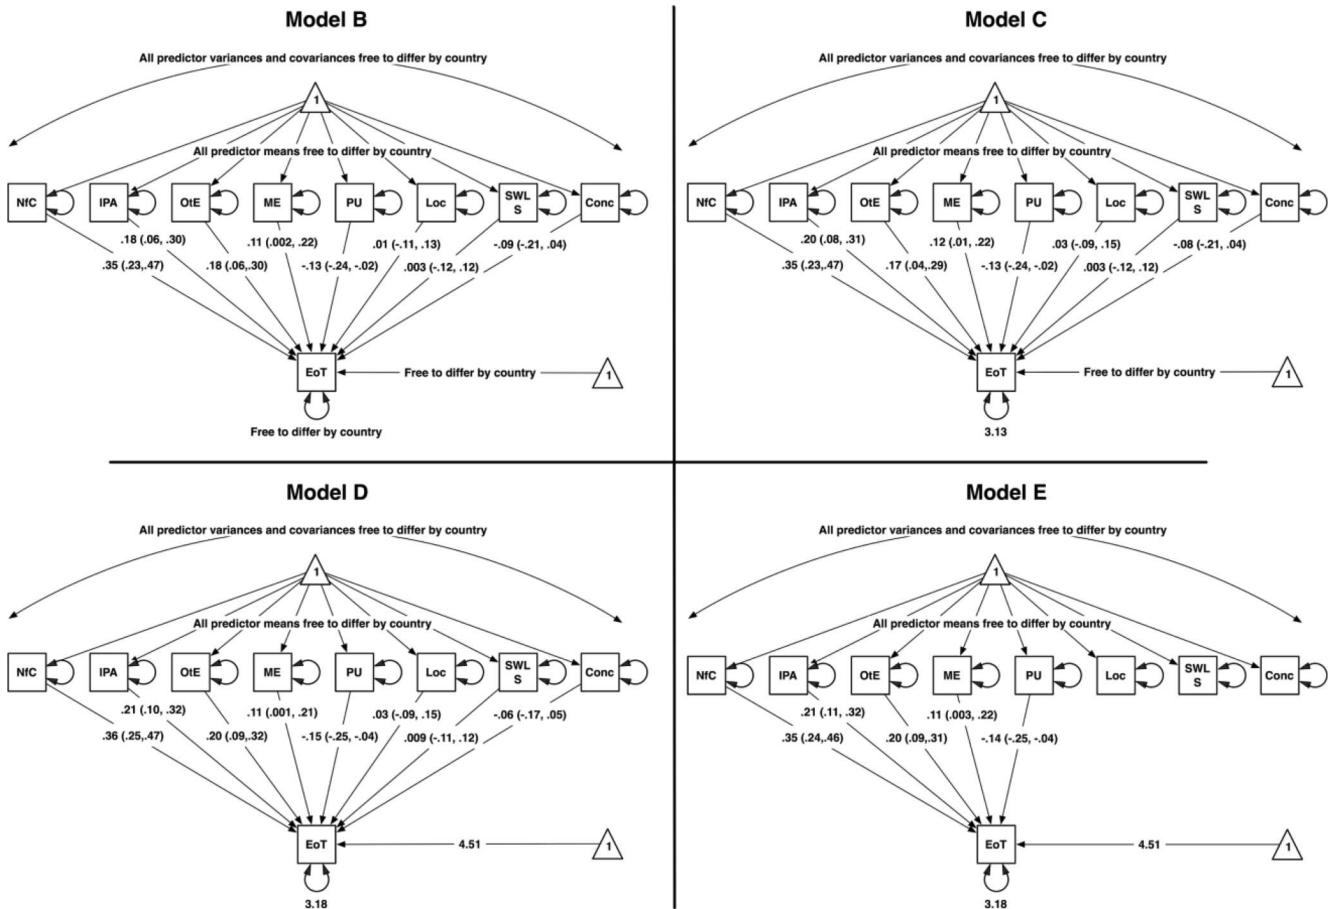 Model B
All predictor variances and covariances free to differ by country
1
All predictor means free to differ by country
NfC
IPA
OtE
ME
PU
Loc
SWL
S
Conc
.18 (.06, .30)
.11 (.002, .22)
.01 (-.11, .13)
-.09 (-.21, .04)
.35 (.23,.47)
.18 (.06,.30)
-.13 (-.24, -.02)
.003 (-.12, .12)
EoT
Free to differ by country
1
Free to differ by country
Model C
All predictor variances and covariances free to differ by country
1
All predictor means free to differ by country
NfC
IPA
OtE
ME
PU
Loc
SWL
S
Conc
.20 (.08, .31)
.12 (.01, .22)
.03 (-.09, .15)
-.08 (-.21, .04)
.35 (.23,.47)
.17 (.04,.29)
-.13 (-.24, -.02)
.003 (-.12, .12)
EoT
Free to differ by country
1
3.13
Model D
All predictor variances and covariances free to differ by country
1
All predictor means free to differ by country
NfC
IPA
OtE
ME
PU
Loc
SWL
S
Conc
.21 (.10, .32)
.11 (.001, .21)
.03 (-.09, .15)
-.06 (-.17, .05)
.36 (.25,.47)
.20 (.09,.32)
-.15 (-.25, -.04)
.009 (-.11, .12)
EoT
4.51
1
3.18
Model E
All predictor variances and covariances free to differ by country
1
All predictor means free to differ by country
NfC
IPA
OtE
ME
PU
Loc
SWL
S
Conc
.21 (.11, .32)
.11 (.003, .22)
.35 (.24,.46)
.20 (.09,.31)
-.14 (-.25, -.04)
EoT
4.51
1
3.18